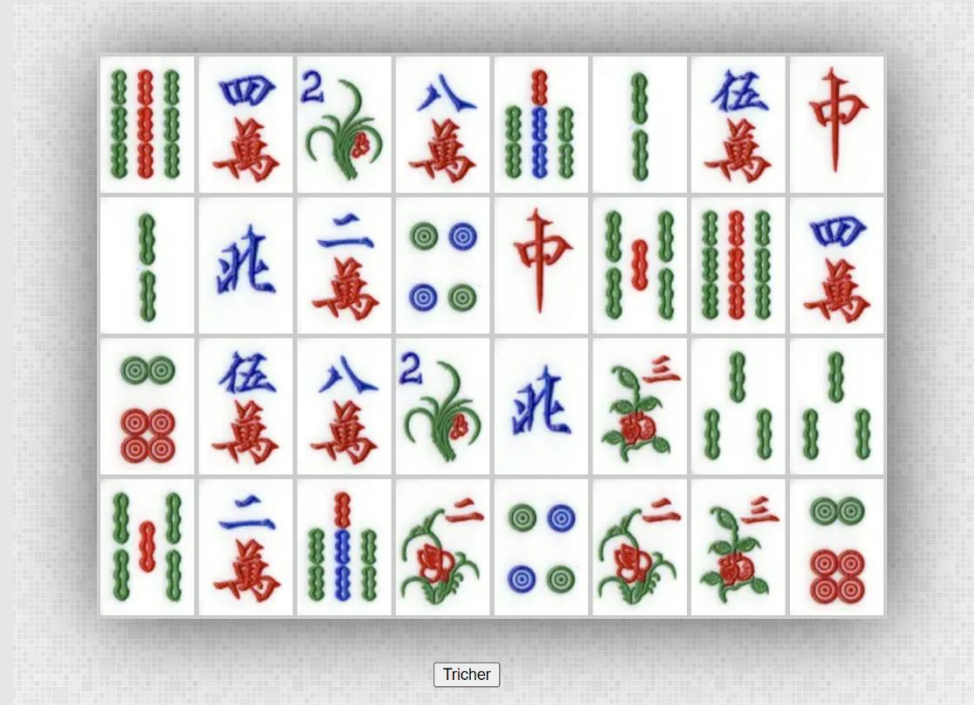 四萬 2 八萬 伍萬 中
北 二萬 中 四萬
伍萬 八萬 2 北 三
二萬 二 二 三
Tricher